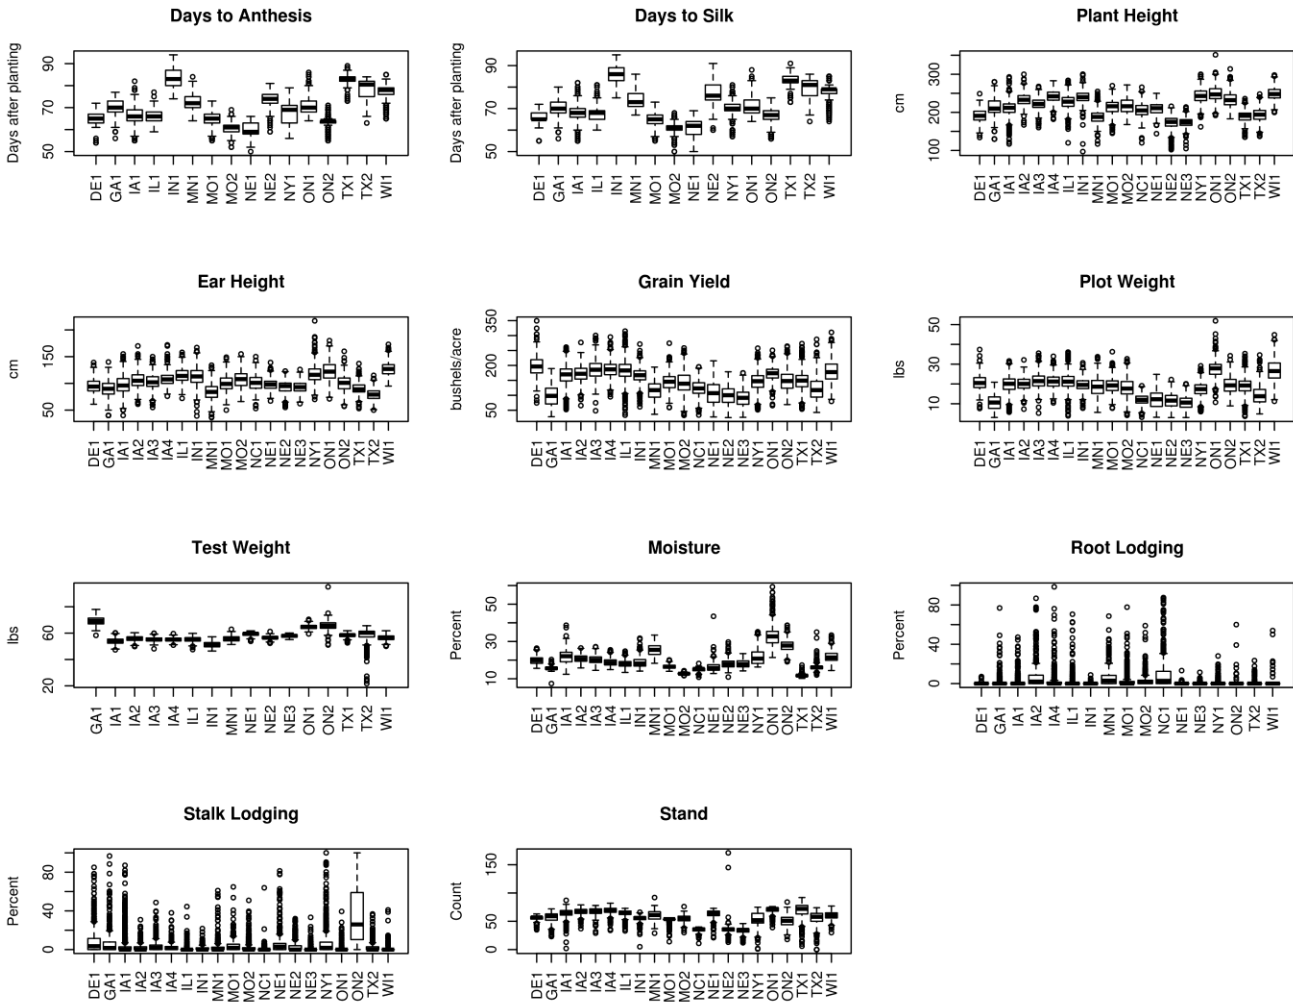 Days to Anthesis
Days after planting
90
70
50
DE1 GA1 IA1 IL1 IN1 MN1 MO1 MO2 NE1 NE2 NY1 ON1 ON2 TX1 TX2 WI1
Days to Silk
Days after planting
90
70
50
DE1 GA1 IA1 IL1 IN1 MN1 MO1 MO2 NE1 NE2 NY1 ON1 ON2 TX1 TX2 WI1
Plant Height
cm
300
200
100
DE1 GA1 IA1 IA2 IA3 IA4 IL1 IN1 MN1 MO1 MO2 NC1 NE1 NE2 NE3 NY1 ON1 ON2 TX1 TX2 WI1
Ear Height
cm
150
50
DE1 GA1 IA1 IA2 IA3 IA4 IL1 IN1 MN1 MO1 MO2 NC1 NE1 NE2 NE3 NY1 ON1 ON2 TX1 TX2 WI1
Grain Yield
bushels/acre
350
200
50
DE1 GA1 IA1 IA2 IA3 IA4 IL1 IN1 MN1 MO1 MO2 NC1 NE1 NE2 NE3 NY1 ON1 ON2 TX1 TX2 WI1
Plot Weight
lbs
50
30
10
DE1 GA1 IA1 IA2 IA3 IA4 IL1 IN1 MN1 MO1 MO2 NC1 NE1 NE2 NE3 NY1 ON1 ON2 TX1 TX2 WI1
Test Weight
lbs
60
20
GA1 IA1 IA2 IA3 IA4 IL1 IN1 MN1 NE1 NE2 NE3 ON1 ON2 TX1 TX2 WI1
Moisture
Percent
50
30
10
DE1 GA1 IA1 IA2 IA3 IA4 IL1 IN1 MN1 MO1 MO2 NC1 NE1 NE2 NE3 NY1 ON1 ON2 TX1 TX2 WI1
Root Lodging
Percent
80
40
0
DE1 GA1 IA1 IA2 IA4 IL1 IN1 MN1 MO1 MO2 NC1 NE1 NE3 NY1 ON2 TX2 WI1
Stalk Lodging
Percent
80
40
0
DE1 GA1 IA1 IA2 IA3 IA4 IL1 IN1 MN1 MO1 MO2 NC1 NE1 NE2 NE3 NY1 ON1 ON2 TX2 WI1
Stand
Count
150
50
0
DE1 GA1 IA1 IA2 IA3 IA4 IL1 IN1 MN1 MO1 MO2 NC1 NE1 NE2 NE3 NY1 ON1 ON2 TX1 TX2 WI1